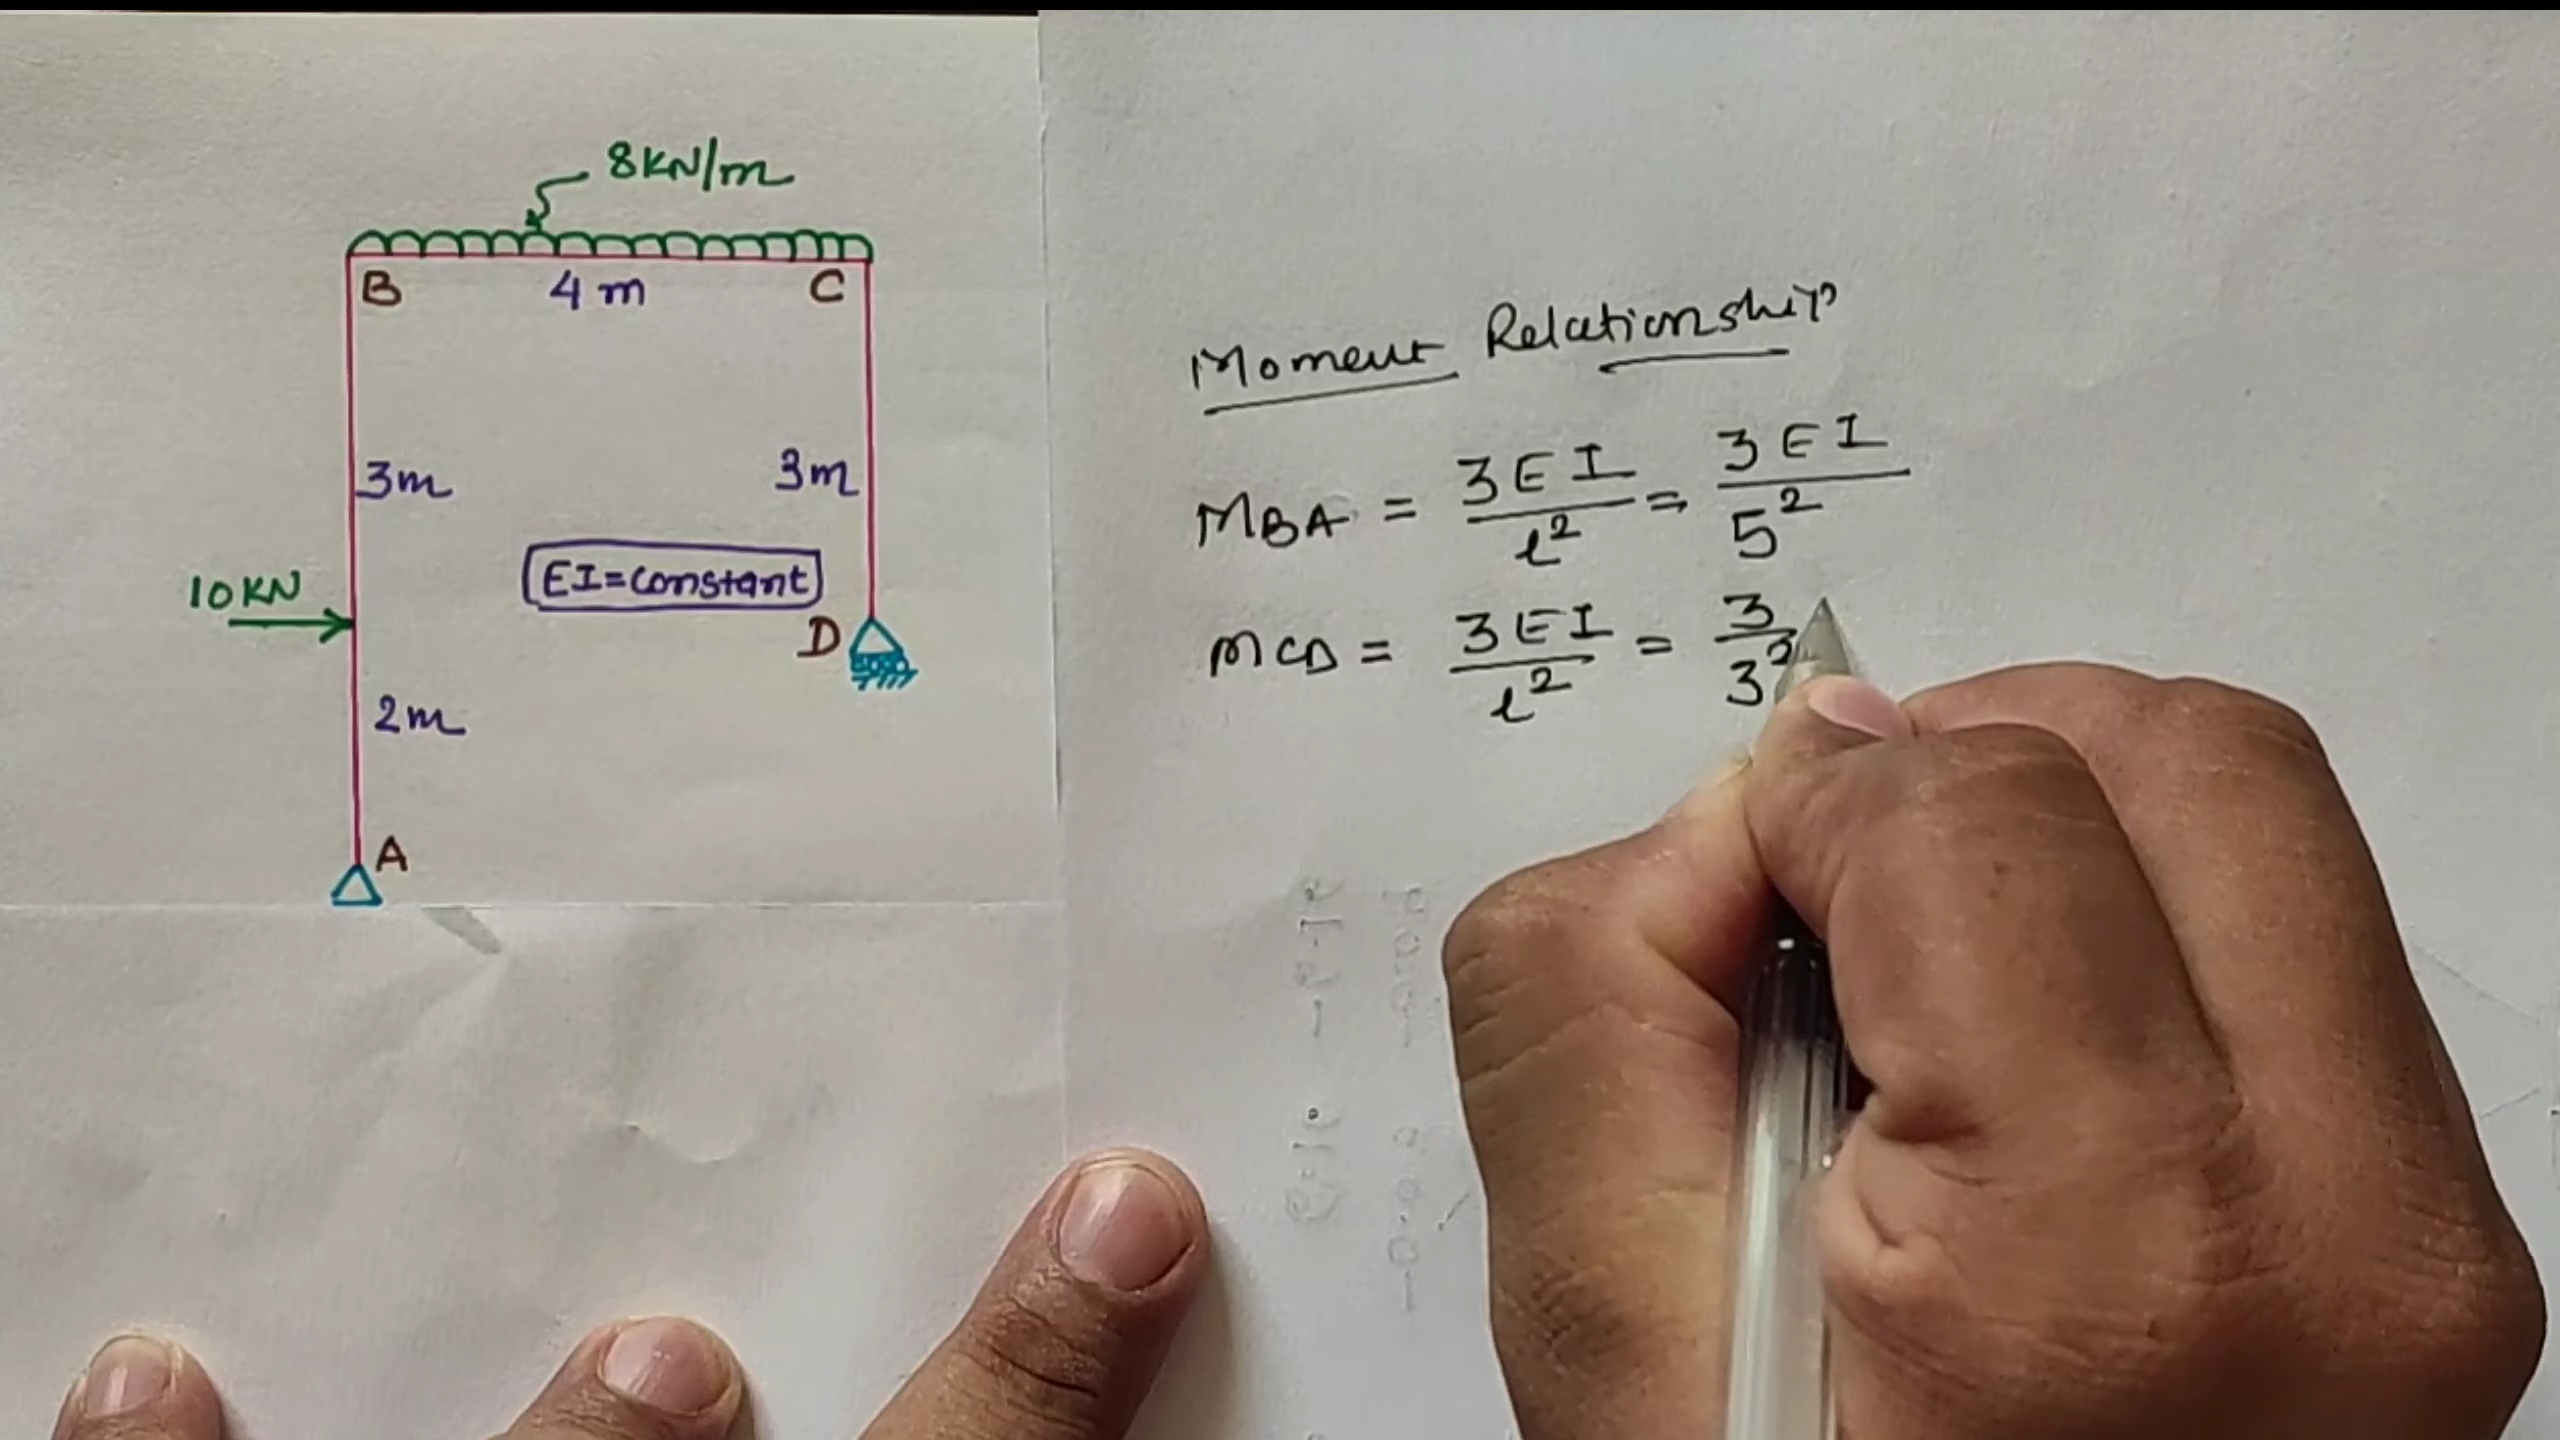 8KN/m
B 4 m C
3m 3m
EI=constant
10KN
D
2m
A
Moment Relationship
MBA = 3EI/l² = 3EI/5²
MCD = 3EI/l² = 3/3²